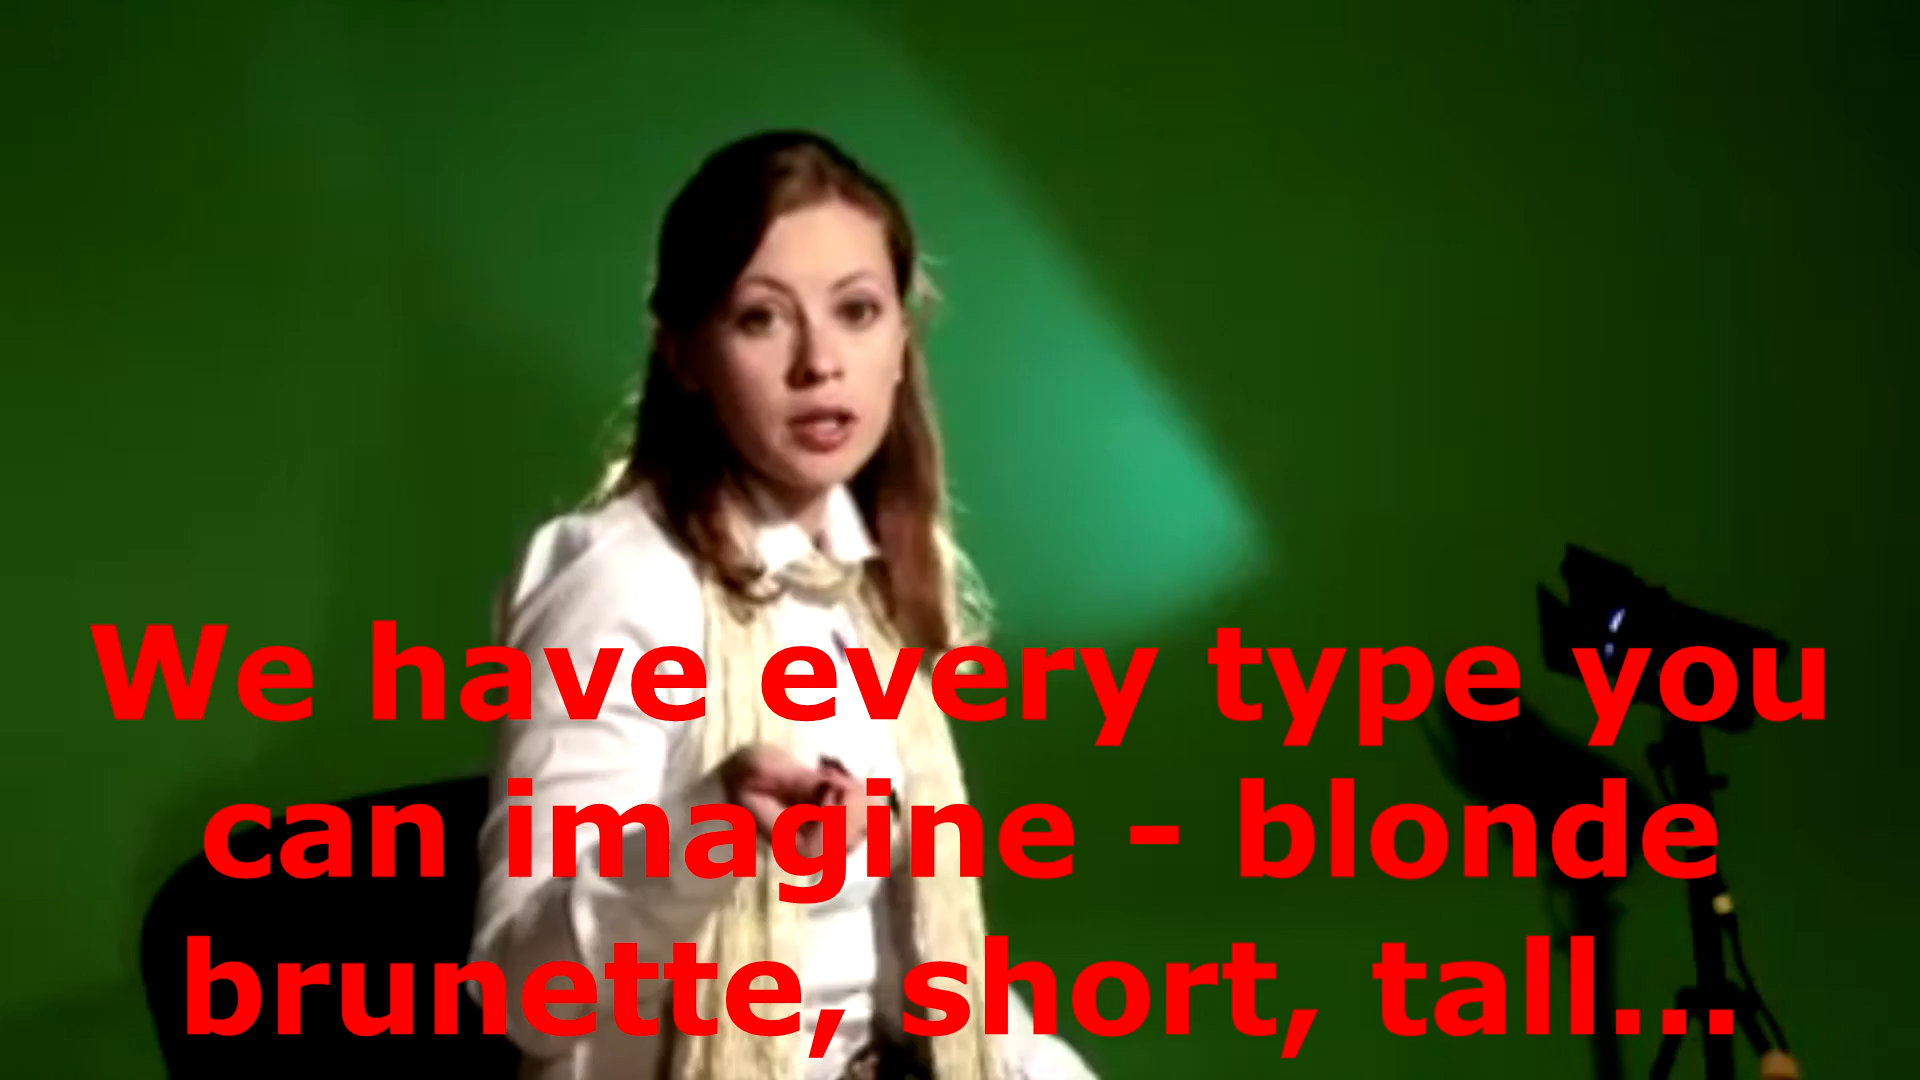 We have every type you
can imagine - blonde
brunette, short, tall...